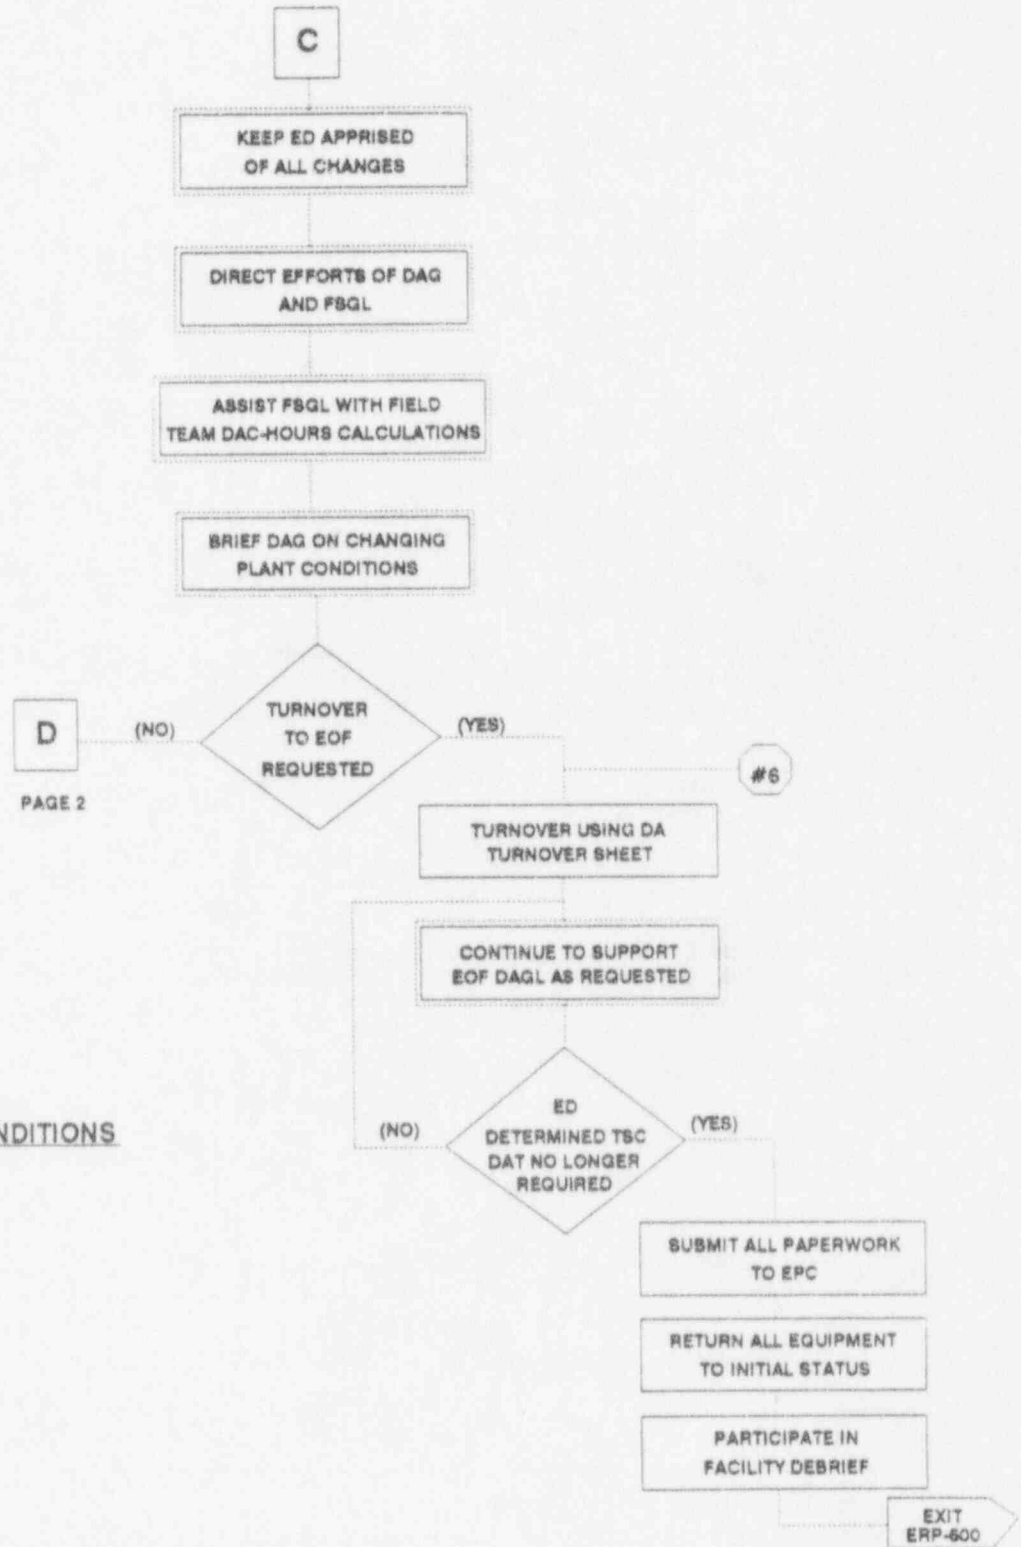 C
KEEP ED APPRISED
OF ALL CHANGES
DIRECT EFFORTS OF DAG
AND FSGL
ASSIST FSGL WITH FIELD
TEAM DAC-HOURS CALCULATIONS
BRIEF DAG ON CHANGING
PLANT CONDITIONS
TURNOVER
TO EOF
REQUESTED
(NO)
(YES)
D
PAGE 2
#6
TURNOVER USING DA
TURNOVER SHEET
CONTINUE TO SUPPORT
EOF DAGL AS REQUESTED
NDITIONS
ED
DETERMINED TSC
DAT NO LONGER
REQUIRED
(NO)
(YES)
SUBMIT ALL PAPERWORK
TO EPC
RETURN ALL EQUIPMENT
TO INITIAL STATUS
PARTICIPATE IN
FACILITY DEBRIEF
EXIT
ERP-600